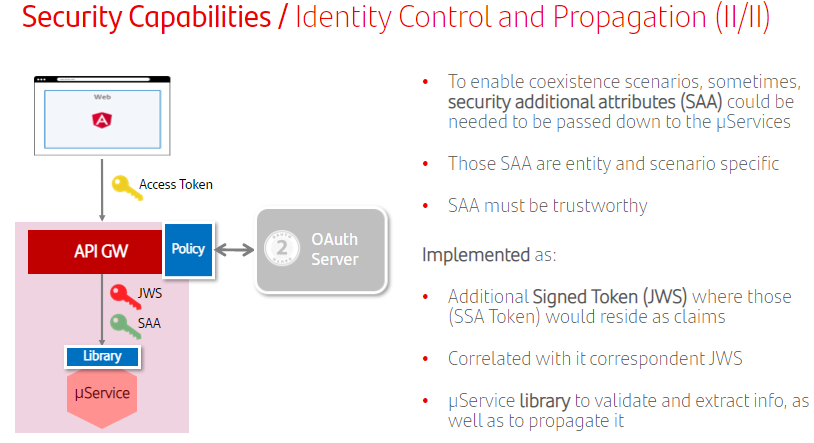 Security Capabilities / Identity Control and Propagation (II/II)
Web
Access Token
API GW
Policy
2
OAuth
Server
JWS
SAA
Library
µService
• To enable coexistence scenarios, sometimes,
security additional attributes (SAA) could be
needed to be passed down to the µServices
• Those SAA are entity and scenario specific
• SAA must be trustworthy
Implemented as:
• Additional Signed Token (JWS) where those
(SSA Token) would reside as claims
• Correlated with it correspondent JWS
• µService library to validate and extract info, as
well as to propagate it